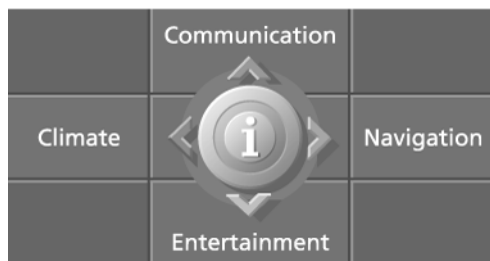 Communication
Climate
i
Navigation
Entertainment